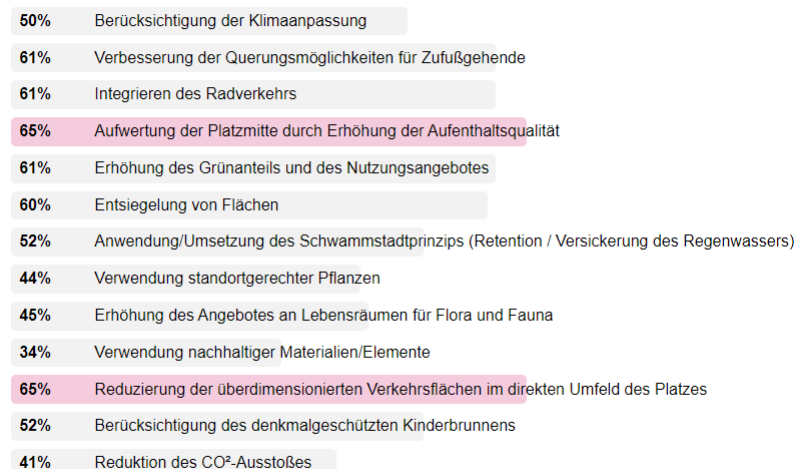 50% Berücksichtigung der Klimaanpassung
61% Verbesserung der Querungsmöglichkeiten für Zufußgehende
61% Integrieren des Radverkehrs
65% Aufwertung der Platzmitte durch Erhöhung der Aufenthaltsqualität
61% Erhöhung des Grünanteils und des Nutzungsangebotes
60% Entsiegelung von Flächen
52% Anwendung/Umsetzung des Schwammstadtprinzips (Retention / Versickerung des Regenwassers)
44% Verwendung standortgerechter Pflanzen
45% Erhöhung des Angebotes an Lebensräumen für Flora und Fauna
34% Verwendung nachhaltiger Materialien/Elemente
65% Reduzierung der überdimensionierten Verkehrsflächen im direkten Umfeld des Platzes
52% Berücksichtigung des denkmalgeschützten Kinderbrunnens
41% Reduktion des CO²-Ausstoßes